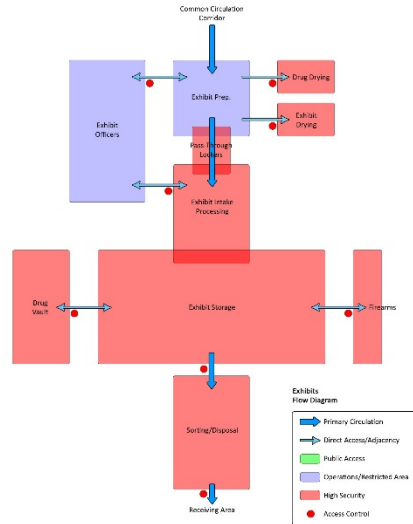 Common Circulation
Corridor
Drug Drying
Exhibit Prep.
Exhibit
Drying
Exhibit
Officers
Pass Through
Lockers
Exhibit Intake
Processing
Drug
Vault
Exhibit Storage
Firearms
Sorting/Disposal
Receiving Area
Exhibits
Flow Diagram
Primary Circulation
Direct Access/Adjacency
Public Access
Operations/Restricted Area
High Security
Access Control